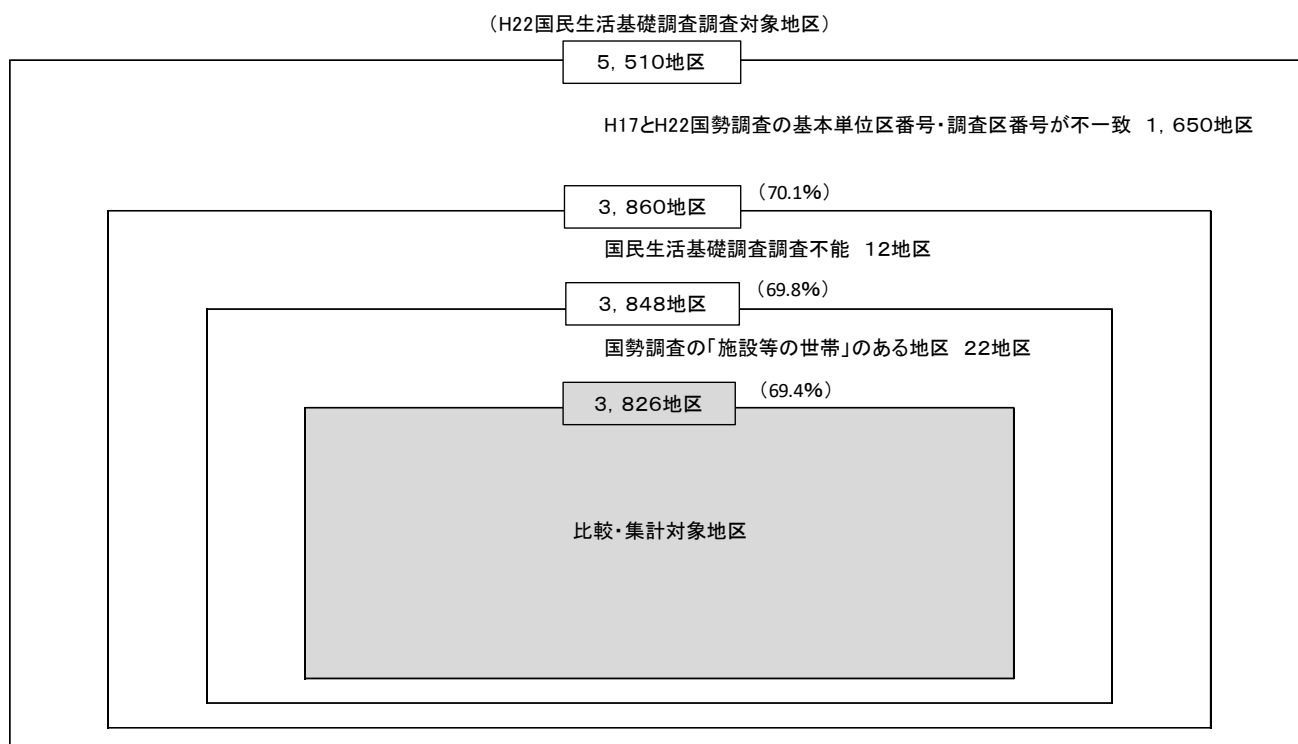 （H22国民生活基礎調査調査対象地区）
５，５１０地区
H17とH22国勢調査の基本単位区番号・調査区番号が不一致　１，６５０地区
３，８６０地区　（70.1％）
国民生活基礎調査調査不能　１２地区
３，８４８地区　（69.8％）
国勢調査の「施設等の世帯」のある地区　２２地区
３，８２６地区　（69.4％）
比較・集計対象地区